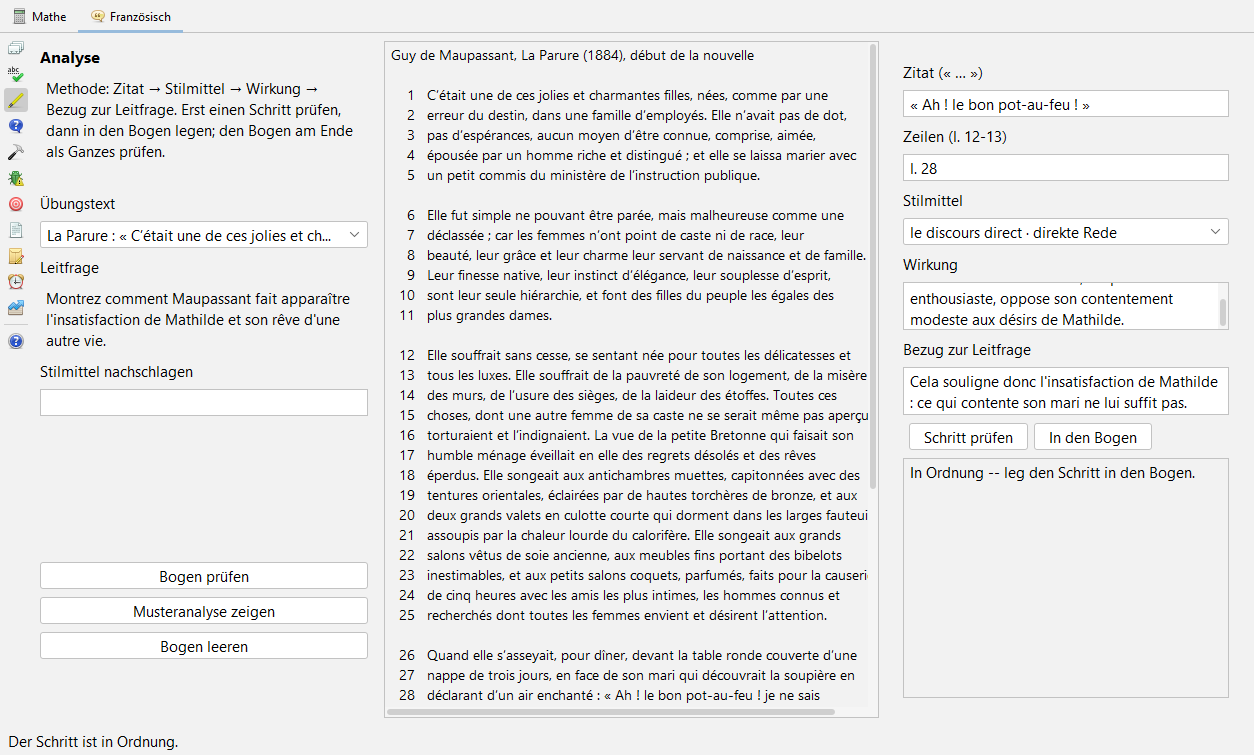 Mathe
Französisch
Analyse
Methode: Zitat → Stilmittel → Wirkung →
Bezug zur Leitfrage. Erst einen Schritt prüfen,
dann in den Bogen legen; den Bogen am Ende
als Ganzes prüfen.
Übungstext
La Parure : « C’était une de ces jolies et ch...
Leitfrage
Montrez comment Maupassant fait apparaître
l'insatisfaction de Mathilde et son rêve d'une
autre vie.
Stilmittel nachschlagen
Bogen prüfen
Musteranalyse zeigen
Bogen leeren
Guy de Maupassant, La Parure (1884), début de la nouvelle
1 C’était une de ces jolies et charmantes filles, nées, comme par une
2 erreur du destin, dans une famille d’employés. Elle n’avait pas de dot,
3 pas d’espérances, aucun moyen d’être connue, comprise, aimée,
4 épousée par un homme riche et distingué ; et elle se laissa marier avec
5 un petit commis du ministère de l’instruction publique.
6 Elle fut simple ne pouvant être parée, mais malheureuse comme une
7 déclassée ; car les femmes n’ont point de caste ni de race, leur
8 beauté, leur grâce et leur charme leur servant de naissance et de famille.
9 Leur finesse native, leur instinct d’élégance, leur souplesse d’esprit,
10 sont leur seule hiérarchie, et font des filles du peuple les égales des
11 plus grandes dames.
12 Elle souffrait sans cesse, se sentant née pour toutes les délicatesses et
13 tous les luxes. Elle souffrait de la pauvreté de son logement, de la misère
14 des murs, de l’usure des sièges, de la laideur des étoffes. Toutes ces
15 choses, dont une autre femme de sa caste ne se serait même pas aperçu
16 torturaient et l’indignaient. La vue de la petite Bretonne qui faisait son
17 humble ménage éveillait en elle des regrets désolés et des rêves
18 éperdus. Elle songeait aux antichambres muettes, capitonnées avec des
19 tentures orientales, éclairées par de hautes torchères de bronze, et aux
20 deux grands valets en culotte courte qui dorment dans les larges fauteui
21 assoupis par la chaleur lourde du calorifère. Elle songeait aux grands
22 salons vêtus de soie ancienne, aux meubles fins portant des bibelots
23 inestimables, et aux petits salons coquets, parfumés, faits pour la causeri
24 de cinq heures avec les amis les plus intimes, les hommes connus et
25 recherchés dont toutes les femmes envient et désirent l’attention.
26 Quand elle s’asseyait, pour dîner, devant la table ronde couverte d’une
27 nappe de trois jours, en face de son mari qui découvrait la soupière en
28 déclarant d’un air enchanté : « Ah ! le bon pot-au-feu ! je ne sais
Zitat (« ... »)
« Ah ! le bon pot-au-feu ! »
Zeilen (l. 12-13)
l. 28
Stilmittel
le discours direct · direkte Rede
Wirkung
enthousiaste, oppose son contentement
modeste aux désirs de Mathilde.
Bezug zur Leitfrage
Cela souligne donc l'insatisfaction de Mathilde
: ce qui contente son mari ne lui suffit pas.
Schritt prüfen
In den Bogen
In Ordnung -- leg den Schritt in den Bogen.
Der Schritt ist in Ordnung.